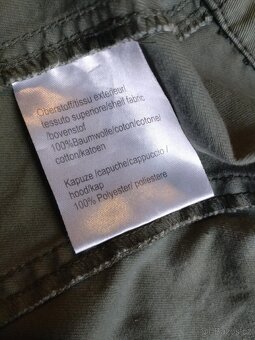 Oberstoff/tissu exterieur/
tessuto superiore/shell fabric
/bovenstof
100%Baumwolle/coton/cotone/
cotton/katoen
Kapuze /capuche/cappuccio /
hood/kap
100% Polyester/ poliestere